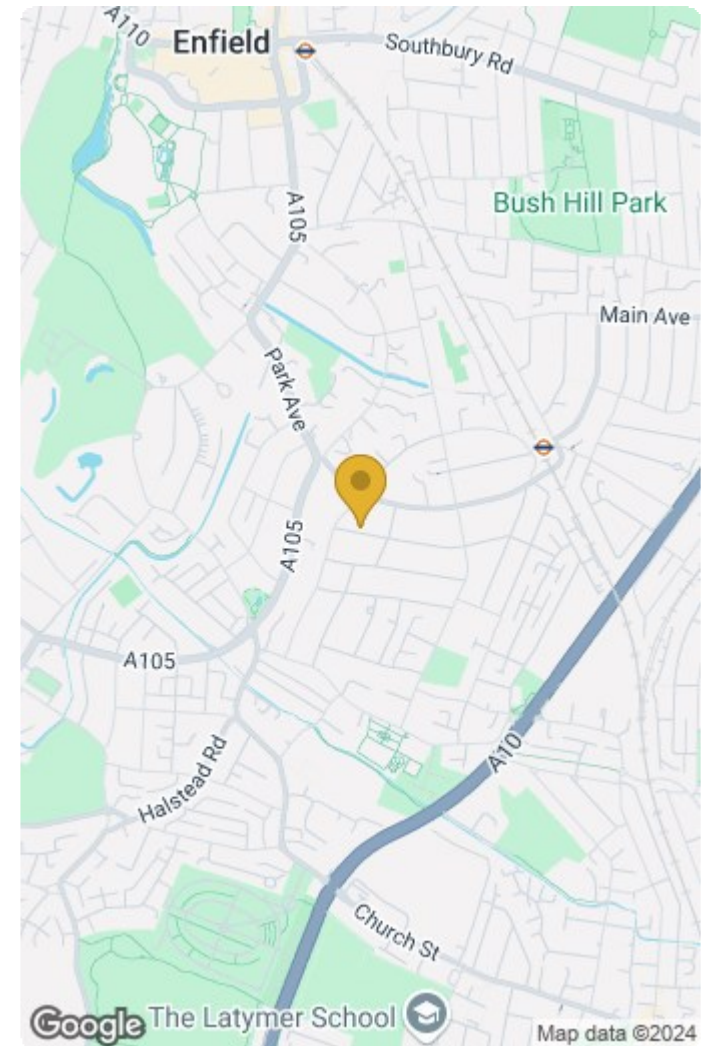 A110
Enfield
Southbury Rd
A105
Bush Hill Park
Main Ave
Park Ave
A105
A105
A10
Halstead Rd
Church St
The Latymer School
Google
Map data ©2024